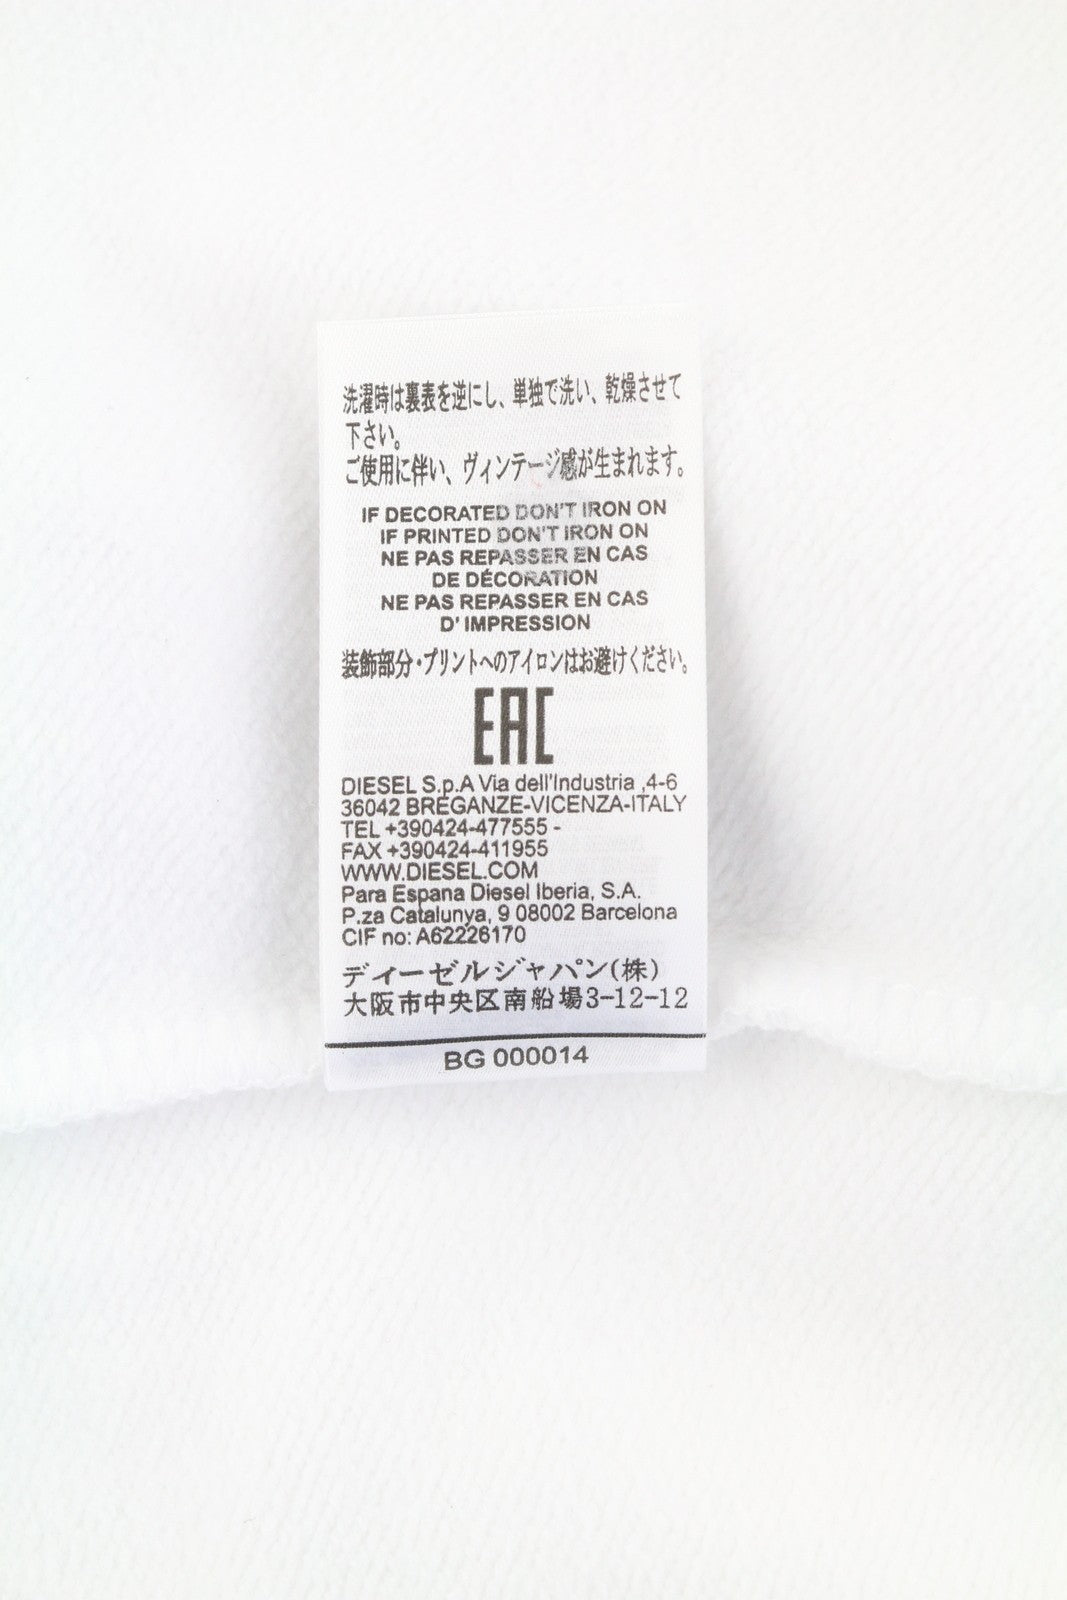 洗濯時は裏表を逆にし、単独で洗い、乾燥させて
下さい。
ご使用に伴い、ヴィンテージ感が生まれます。
IF DECORATED DON'T IRON ON
IF PRINTED DON'T IRON ON
NE PAS REPASSER EN CAS
DE DÉCORATION
NE PAS REPASSER EN CAS
D' IMPRESSION
装飾部分・プリントへのアイロンはお避けください。
EAC
DIESEL S.p.A Via dell'Industria ,4-6
36042 BREGANZE-VICENZA-ITALY
TEL +390424-477555 -
FAX +390424-411955
WWW.DIESEL.COM
Para Espana Diesel Iberia, S.A.
P.za Catalunya, 9 08002 Barcelona
CIF no: A62226170
ディーゼルジャパン(株)
大阪市中央区南船場3-12-12
BG 000014